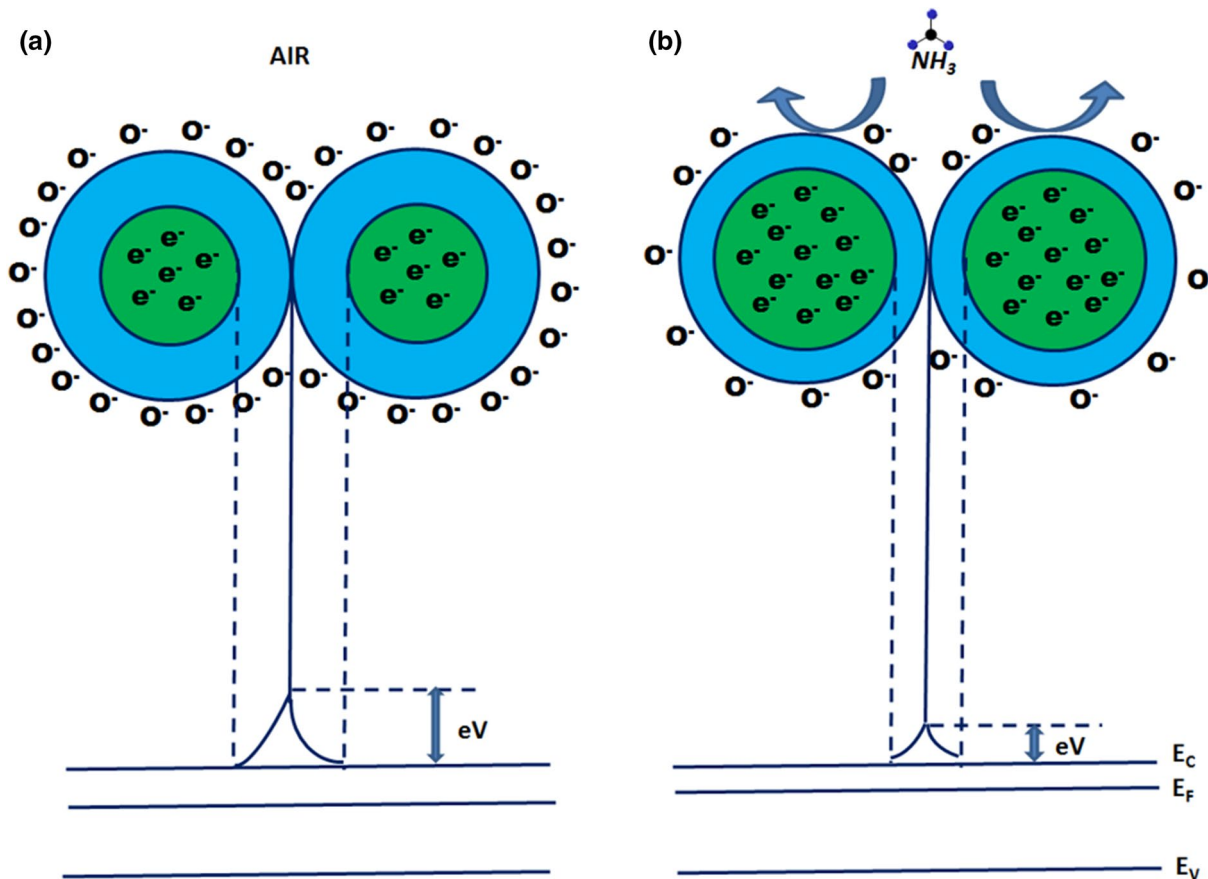 (a)
AIR
O- O- O- O-
O- O- O- O-
O- O- O- O-
O- O-
O- O-
O- O-
e- e- e- e- e- e-
e- e- e- e- e- e-
O- O-
O- O-
O- O-
O- O- O- O-
O- O- O- O-
O- O- O- O-
eV
(b)
NH3
O- O- O- O-
O- O- O- O-
O- O-
e- e- e- e- e- e- e- e- e- e- e- e- e-
e- e- e- e- e- e- e- e- e- e- e- e- e-
O
O- O- O-
O- O- O-
O- O-
eV
EC
EF
EV